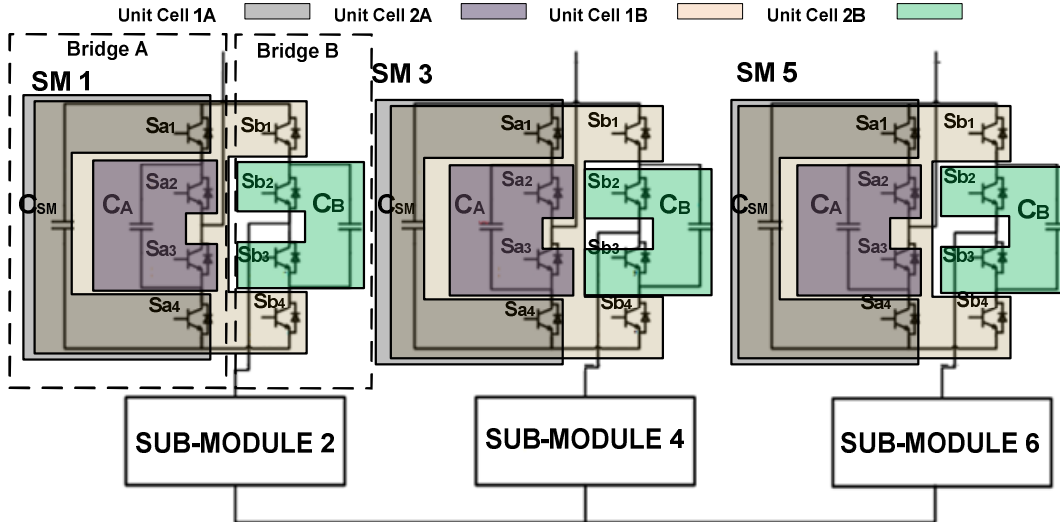 Unit Cell 1A Unit Cell 2A Unit Cell 1B Unit Cell 2B
Bridge A Bridge B
SM 1 SM 3 SM 5
Sa1 Sb1 Sa1 Sb1 Sa1 Sb1
Sa2 Sb2 Sa2 Sb2 Sa2 Sb2
CSM CA CB CSM CA CB CSM CA CB
Sa3 Sb3 Sa3 Sb3 Sa3 Sb3
Sa4 Sb4 Sa4 Sb4 Sa4 Sb4
SUB-MODULE 2 SUB-MODULE 4 SUB-MODULE 6